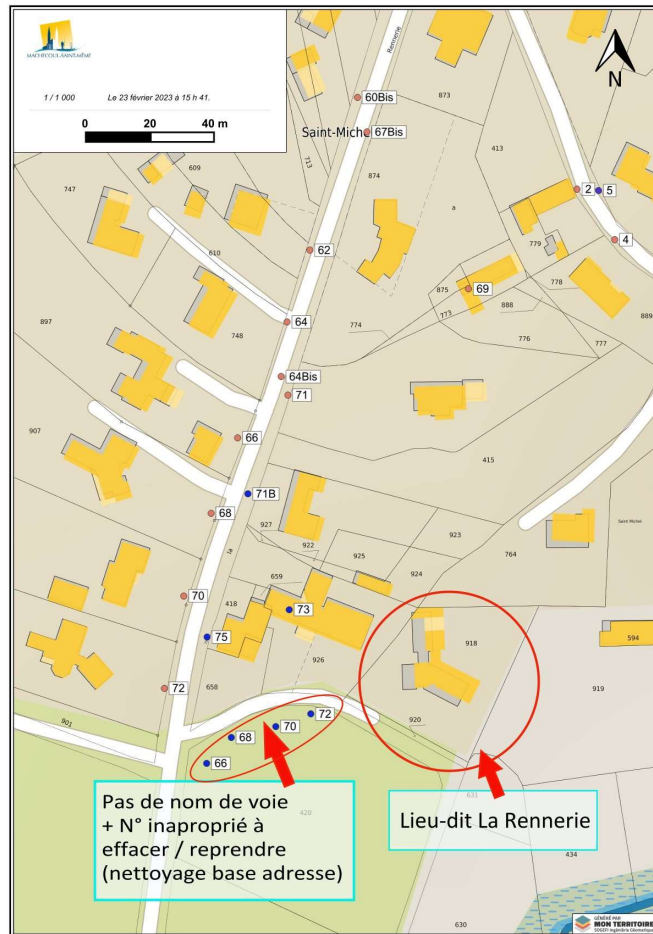 MACHECOUL-SAINT-MÊME
1 / 1 000 Le 23 février 2023 à 15 h 41.
0 20 40 m
N
Rennerie
60Bis
873
Saint-Miche
67Bis
413
609
713
874
747
a
2
5
779
4
62
610
875
69
778
773
888
889
64
897
748
774
776
777
64Bis
71
66
907
415
71B
68
927
923
la
922
764
Saint Michel
925
659
924
70
418
73
75
918
594
926
919
72
658
901
920
72
70
68
66
Pas de nom de voie
+ N° inaproprié à
effacer / reprendre
(nettoyage base adresse)
420
631
Lieu-dit La Rennerie
434
630
GÉNÉRÉ PAR
MON TERRITOIRE
SOGEFI Ingénierie Géomatique